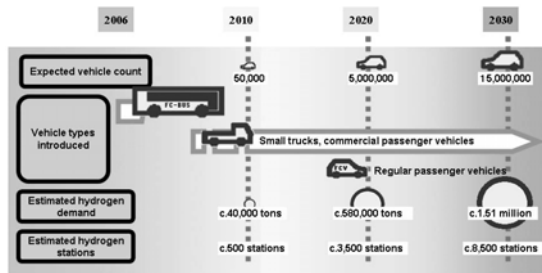 2006 2010 2020 2030
Expected vehicle count
50,000 5,000,000 15,000,000
FC-BUS
Vehicle types
introduced
Small trucks, commercial passenger vehicles
FCV Regular passenger vehicles
Estimated hydrogen
demand
c.40,000 tons c.580,000 tons c.1.51 million
Estimated hydrogen
stations
c.500 stations c.3,500 stations c.8,500 stations